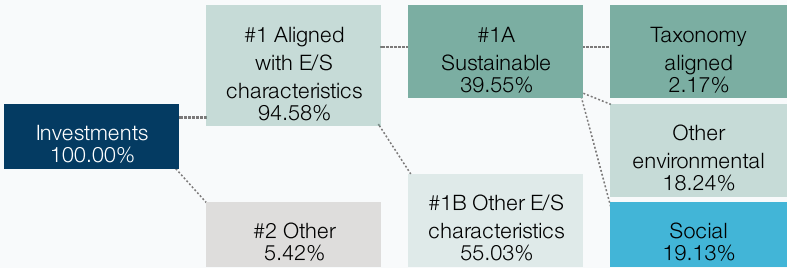 Investments
100.00%
#1 Aligned
with E/S
characteristics
94.58%
#2 Other
5.42%
#1A
Sustainable
39.55%
#1B Other E/S
characteristics
55.03%
Taxonomy
aligned
2.17%
Other
environmental
18.24%
Social
19.13%